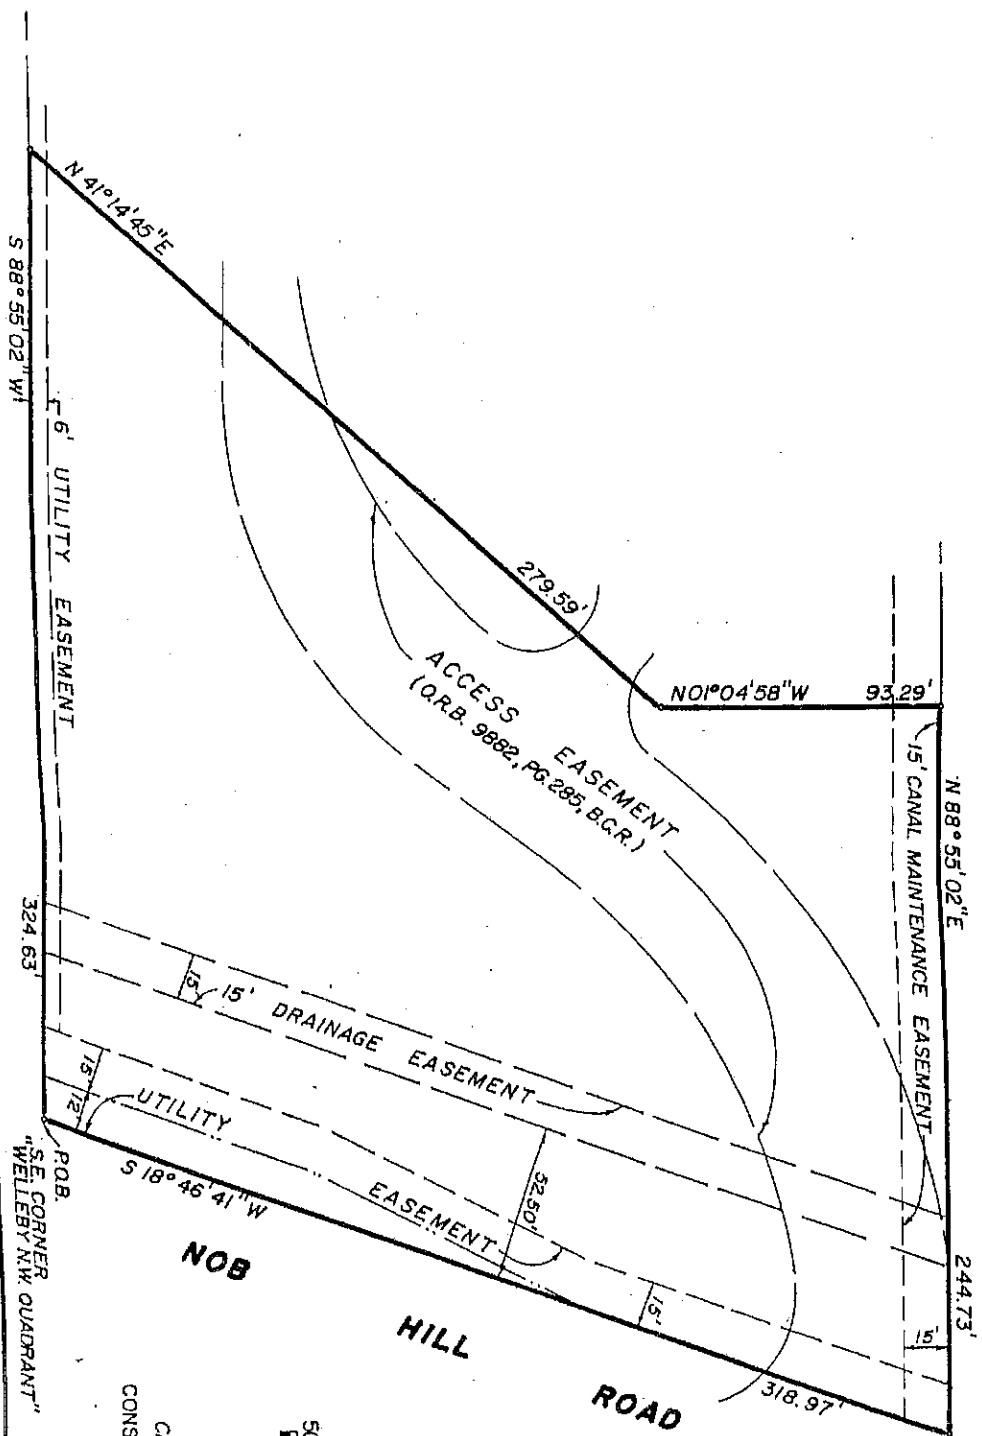 N 41°14'45"E
279.59'
S 88°55'02"W
6' UTILITY EASEMENT
324.63'
N01°04'58"W
93.29'
N 88°55'02"E
244.73'
15' CANAL MAINTENANCE EASEMENT
15'
ACCESS EASEMENT
(O.R.B. 9882, PG.285, B.C.R.)
15'
15' DRAINAGE EASEMENT
15'
12'
UTILITY EASEMENT
52.50'
15'
S 18°46'41"W
318.97'
P.O.B.
"S.E. CORNER
WELLEBY N.W. QUADRANT"
NOB HILL ROAD
CONS